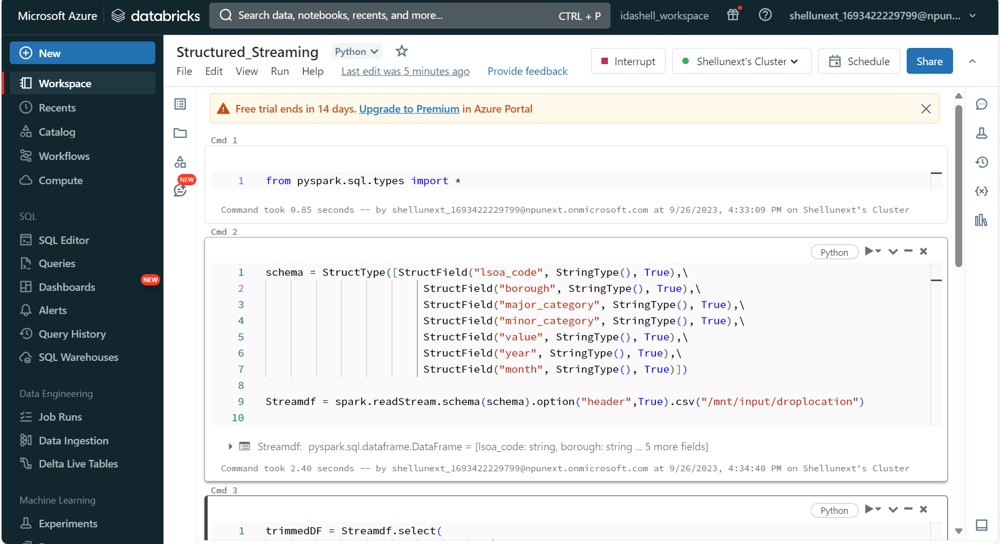 Microsoft Azure databricks Search data, notebooks, recents, and more... CTRL + P idashell_workspace shellunext_1693422229799@npun...
New
Workspace
Recents
Catalog
Workflows
Compute
SQL
SQL Editor
Queries
Dashboards
NEW
Alerts
Query History
SQL Warehouses
Data Engineering
Job Runs
Data Ingestion
Delta Live Tables
Machine Learning
Experiments
Structured_Streaming Python
File Edit View Run Help Last edit was 5 minutes ago Provide feedback
Interrupt Shellunext's Cluster Schedule Share
NEW
Free trial ends in 14 days. Upgrade to Premium in Azure Portal
Cmd 1
1 from pyspark.sql.types import *
Command took 0.85 seconds -- by shellunext_1693422229799@npunext.onmicrosoft.com at 9/26/2023, 4:33:09 PM on Shellunext's Cluster
Cmd 2
Python
1 schema = StructType([StructField("lsoa_code", StringType(), True),\
2 StructField("borough", StringType(), True),\
3 StructField("major_category", StringType(), True),\
4 StructField("minor_category", StringType(), True),\
5 StructField("value", StringType(), True),\
6 StructField("year", StringType(), True),\
7 StructField("month", StringType(), True)])
8
9 Streamdf = spark.readStream.schema(schema).option("header",True).csv("/mnt/input/droplocation")
10
Streamdf: pyspark.sql.dataframe.DataFrame = [lsoa_code: string, borough: string ... 5 more fields]
Command took 2.40 seconds -- by shellunext_1693422229799@npunext.onmicrosoft.com at 9/26/2023, 4:34:40 PM on Shellunext's Cluster
Cmd 3
Python
1 trimmedDF = Streamdf.select(